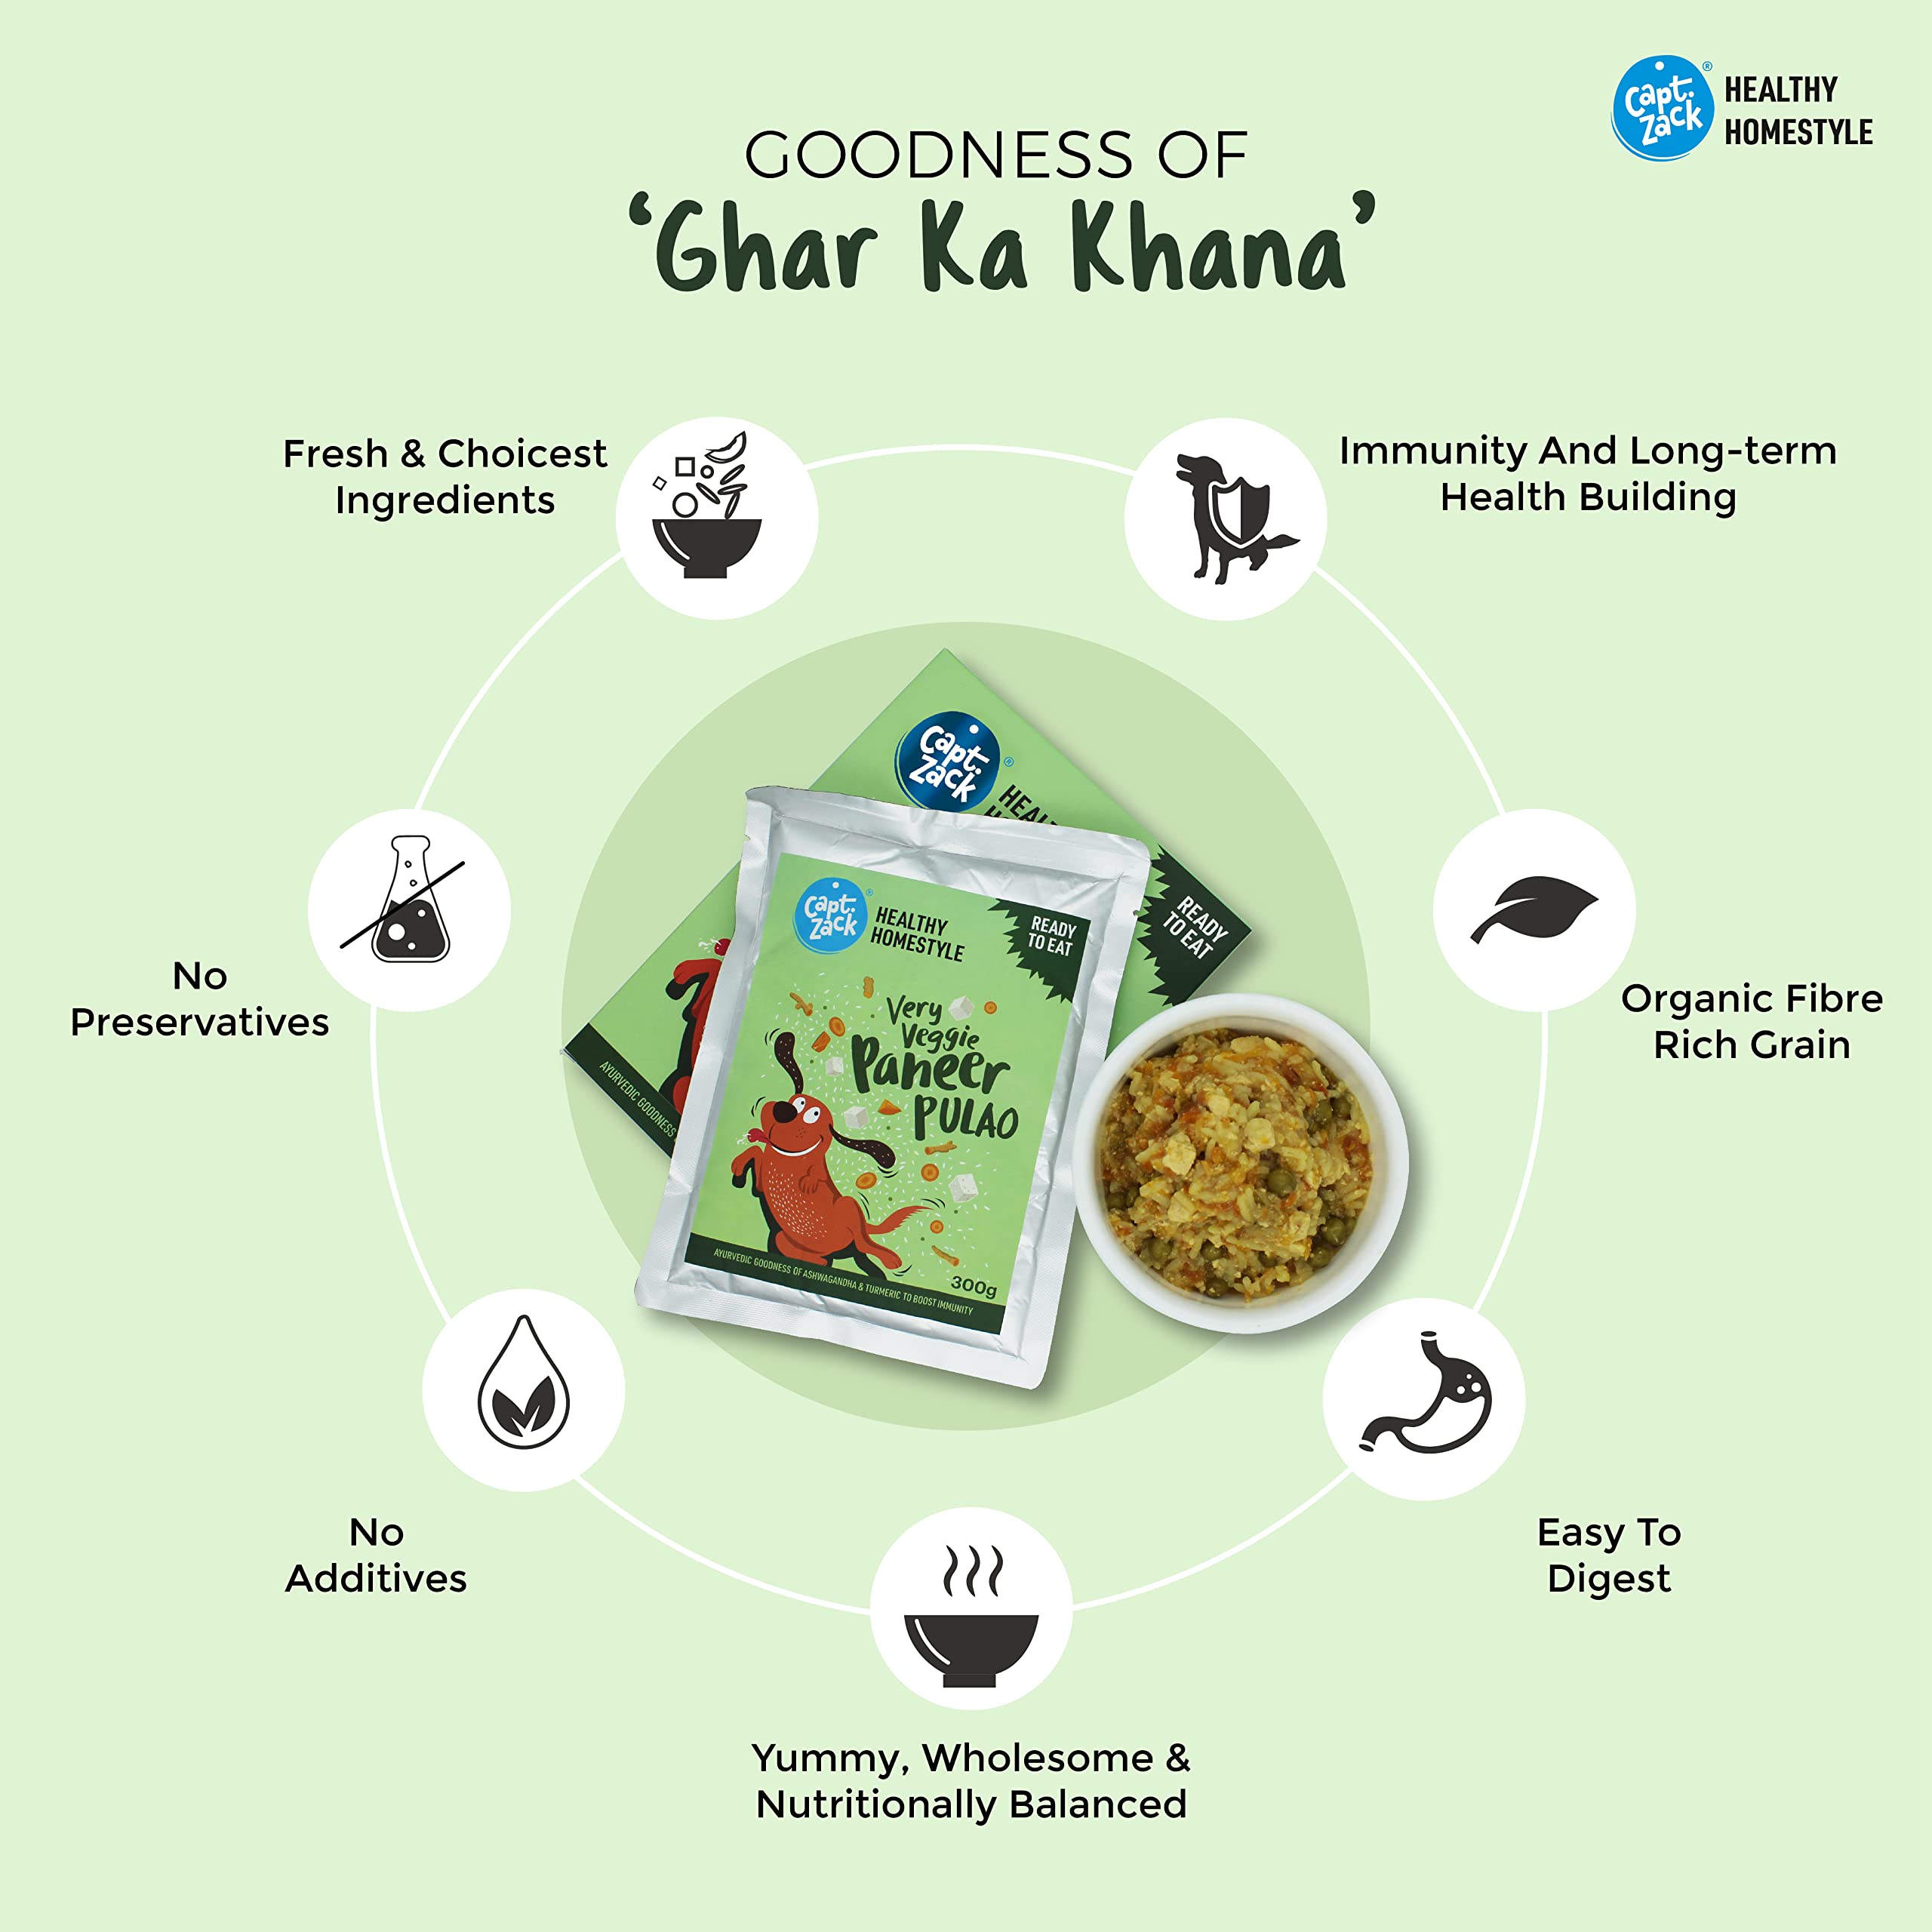 Capt. Zack ®
HEALTHY
HOMESTYLE
GOODNESS OF
‘Ghar Ka Khana’
Fresh & Choicest
Ingredients
Immunity And Long-term
Health Building
No
Preservatives
Organic Fibre
Rich Grain
Capt.
Zack ®
READY
TO EAT
AYURVEDIC GOODNESS
Capt.
Zack ®
HEALTHY
HOMESTYLE
READY
TO EAT
Very
Veggie
Paneer
PULAO
AYURVEDIC GOODNESS OF ASHWAGANDHA & TURMERIC TO BOOST IMMUNITY
300g
No
Additives
Easy To
Digest
Yummy, Wholesome &
Nutritionally Balanced